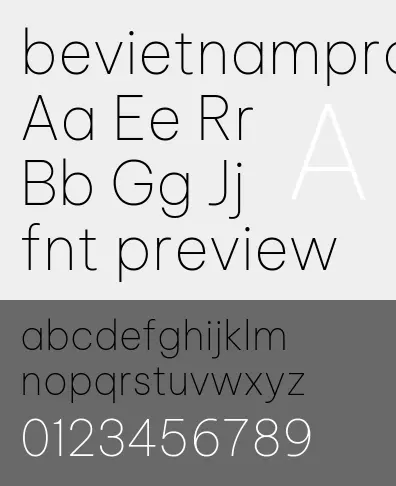 bevietnampro
Aa Ee Rr
A
Bb Gg Jj
fnt preview
abcdefghijklm
nopqrstuvwxyz
0123456789